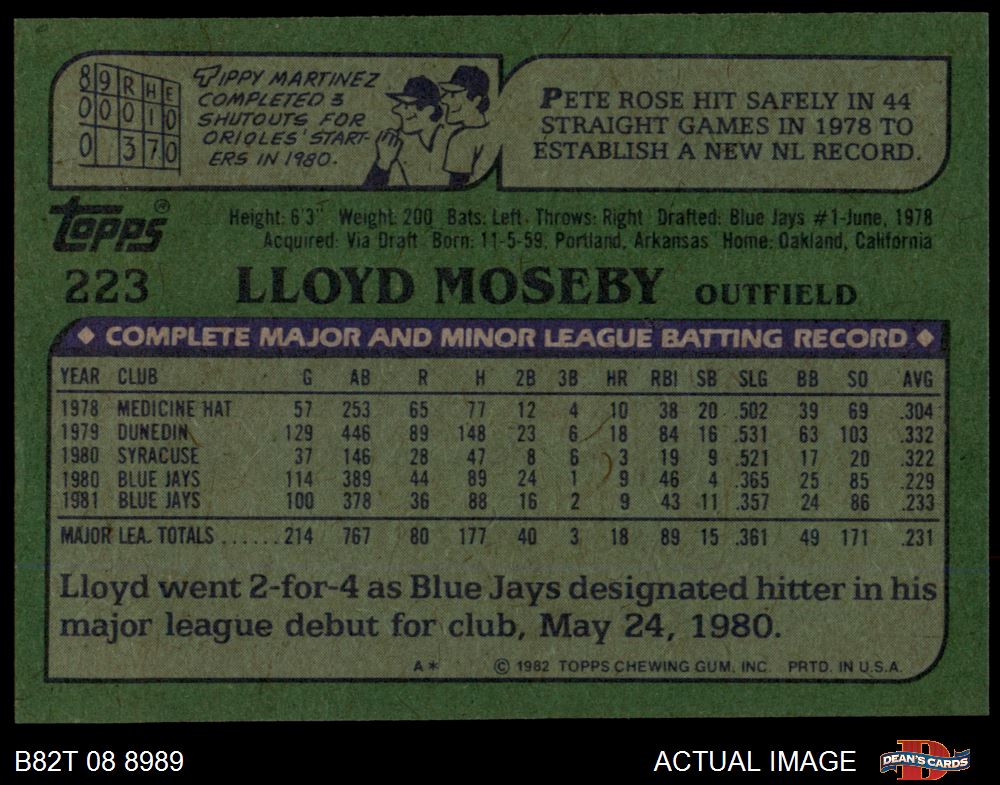 8 9 R H E
0 0 0 1 0
0 3 7 0
TIPPY MARTINEZ
COMPLETED 3
SHUTOUTS FOR
ORIOLES' START-
ERS IN 1980.
PETE ROSE HIT SAFELY IN 44
STRAIGHT GAMES IN 1978 TO
ESTABLISH A NEW NL RECORD.
topps®
Height: 6'3" Weight: 200 Bats: Left Throws: Right Drafted: Blue Jays #1-June, 1978
Acquired: Via Draft Born: 11-5-59, Portland, Arkansas Home: Oakland, California
223 LLOYD MOSEBY OUTFIELD
◆ COMPLETE MAJOR AND MINOR LEAGUE BATTING RECORD ◆
YEAR CLUB G AB R H 2B 3B HR RBI SB SLG BB SO AVG
1978 MEDICINE HAT 57 253 65 77 12 4 10 38 20 .502 39 69 .304
1979 DUNEDIN 129 446 89 148 23 6 18 84 16 .531 63 103 .332
1980 SYRACUSE 37 146 28 47 8 6 3 19 9 .521 17 20 .322
1980 BLUE JAYS 114 389 44 89 24 1 9 46 4 .365 25 85 .229
1981 BLUE JAYS 100 378 36 88 16 2 9 43 11 .357 24 86 .233
MAJOR LEA. TOTALS ...... 214 767 80 177 40 3 18 89 15 .361 49 171 .231
Lloyd went 2-for-4 as Blue Jays designated hitter in his
major league debut for club, May 24, 1980.
A* © 1982 TOPPS CHEWING GUM, INC. PRTD. IN U.S.A.
B82T 08 8989 ACTUAL IMAGE D DEAN'S CARDS